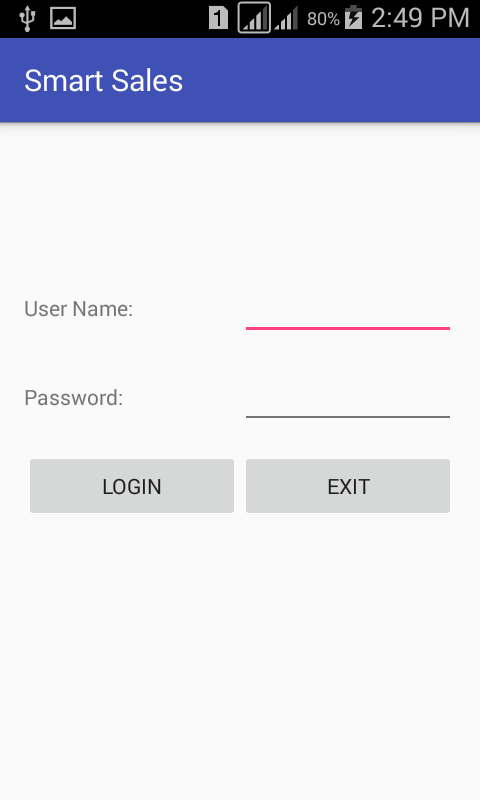 1 80% 2:49 PM
Smart Sales
User Name:
Password:
LOGIN EXIT